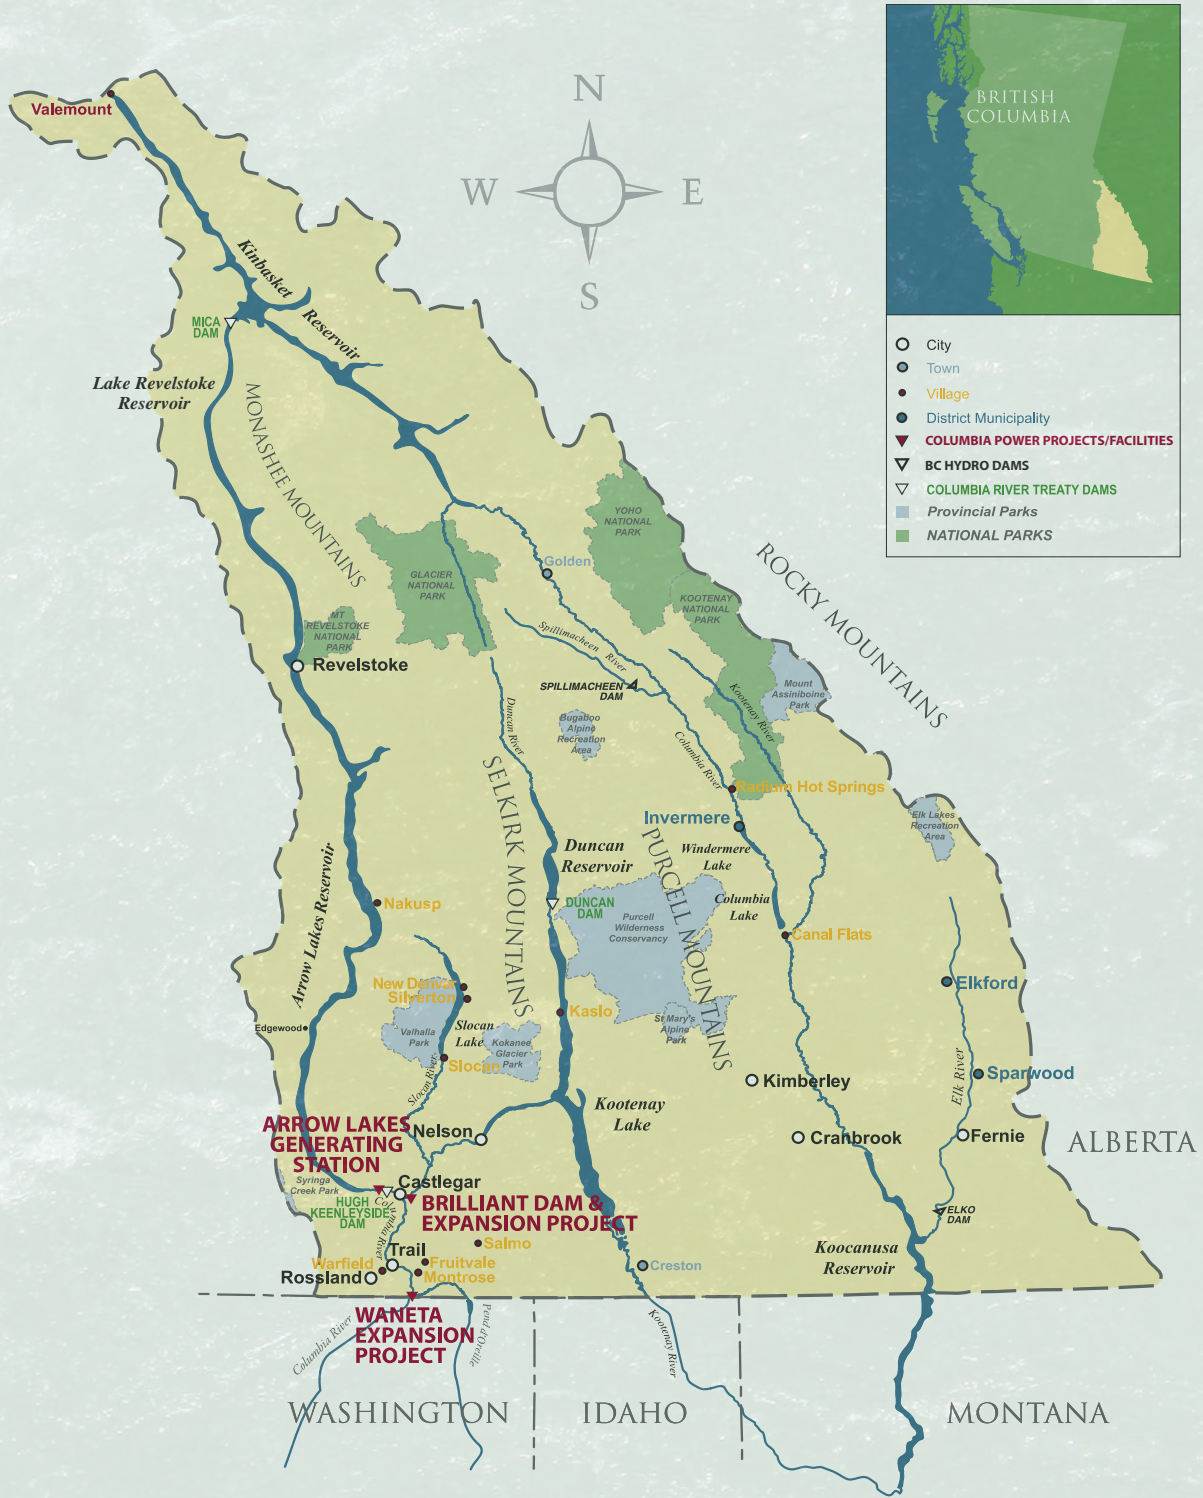 BRITISH
COLUMBIA
City
Town
Village
District Municipality
COLUMBIA POWER PROJECTS/FACILITIES
BC HYDRO DAMS
COLUMBIA RIVER TREATY DAMS
Provincial Parks
NATIONAL PARKS
N
W
E
S
Valemount
Kinbasket
Reservoir
MICA
DAM
Lake Revelstoke
Reservoir
MONASHEE MOUNTAINS
YOHO
NATIONAL
PARK
ROCKY MOUNTAINS
Golden
GLACIER
NATIONAL
PARK
KOOTENAY
NATIONAL
PARK
MT
REVELSTOKE
NATIONAL
PARK
Revelstoke
Spillimacheen River
SPILLIMACHEEN
DAM
Mount
Assiniboine
Park
Kootenay River
Duncan River
Bugaboo
Alpine
Recreation
Area
Columbia River
SELKIRK MOUNTAINS
Radium Hot Springs
Invermere
Elk Lakes
Recreation
Area
Duncan
Reservoir
PURCELL MOUNTAINS
Windermere
Lake
Arrow Lakes Reservoir
Nakusp
DUNCAN
DAM
Purcell
Wilderness
Conservancy
Columbia
Lake
Canal Flats
New Denver
Silverton
Elkford
Kaslo
Edgewood
Valhalla
Park
Slocan
Lake
Kokanee
Glacier
Park
St Mary's
Alpine
Park
Slocan
Slocan River
Kimberley
Elk River
Sparwood
Kootenay
Lake
ARROW LAKES
GENERATING
STATION
Nelson
Cranbrook
Fernie
ALBERTA
Syringa
Creek Park
Castlegar
HUGH
KEENLEYSIDE
DAM
Columbia River
BRILLIANT DAM &
EXPANSION PROJECT
ELKO
DAM
Salmo
Trail
Warfield
Fruitvale
Rossland
Montrose
Creston
Koocanusa
Reservoir
WANETA
EXPANSION
PROJECT
Columbia River
Pend d'Oreille
Kootenay River
WASHINGTON
IDAHO
MONTANA